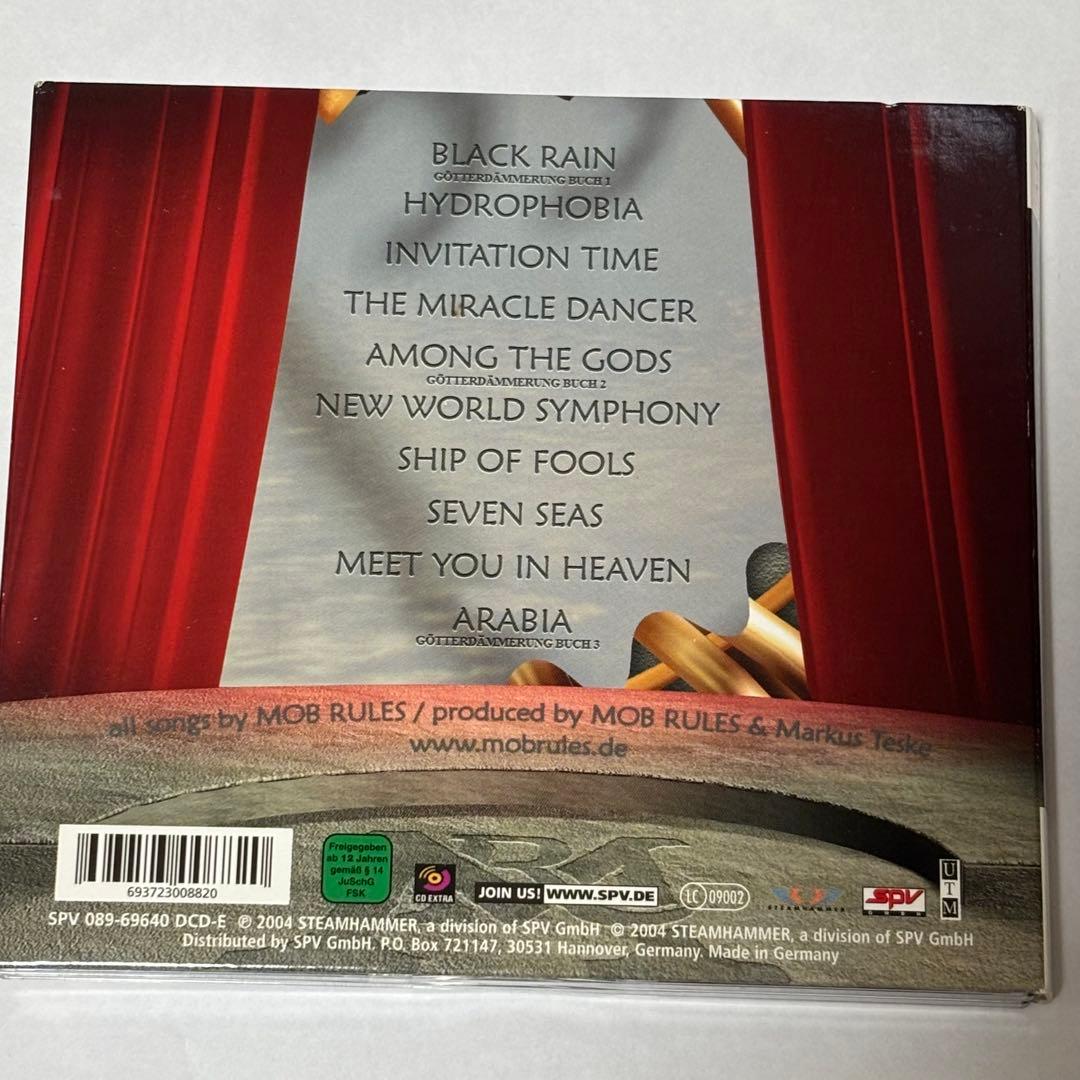 BLACK RAIN
GÖTTERDÄMMERUNG BUCH 1
HYDROPHOBIA
INVITATION TIME
THE MIRACLE DANCER
AMONG THE GODS
GÖTTERDÄMMERUNG BUCH 2
NEW WORLD SYMPHONY
SHIP OF FOOLS
SEVEN SEAS
MEET YOU IN HEAVEN
ARABIA
GÖTTERDÄMMERUNG BUCH 3
all songs by MOB RULES / produced by MOB RULES & Markus Teske
www.mobrules.de
693723008820
Freigegeben
ab 12 Jahren
gemäß § 14
JuSchG
FSK
CD EXTRA
JOIN US! WWW.SPV.DE
LC 09002
STEAMHAMMER
SPV
GMBH
UTM
SPV 089-69640 DCD-E ℗ 2004 STEAMHAMMER, a division of SPV GmbH © 2004 STEAMHAMMER, a division of SPV GmbH
Distributed by SPV GmbH. P.O. Box 721147, 30531 Hannover, Germany. Made in Germany